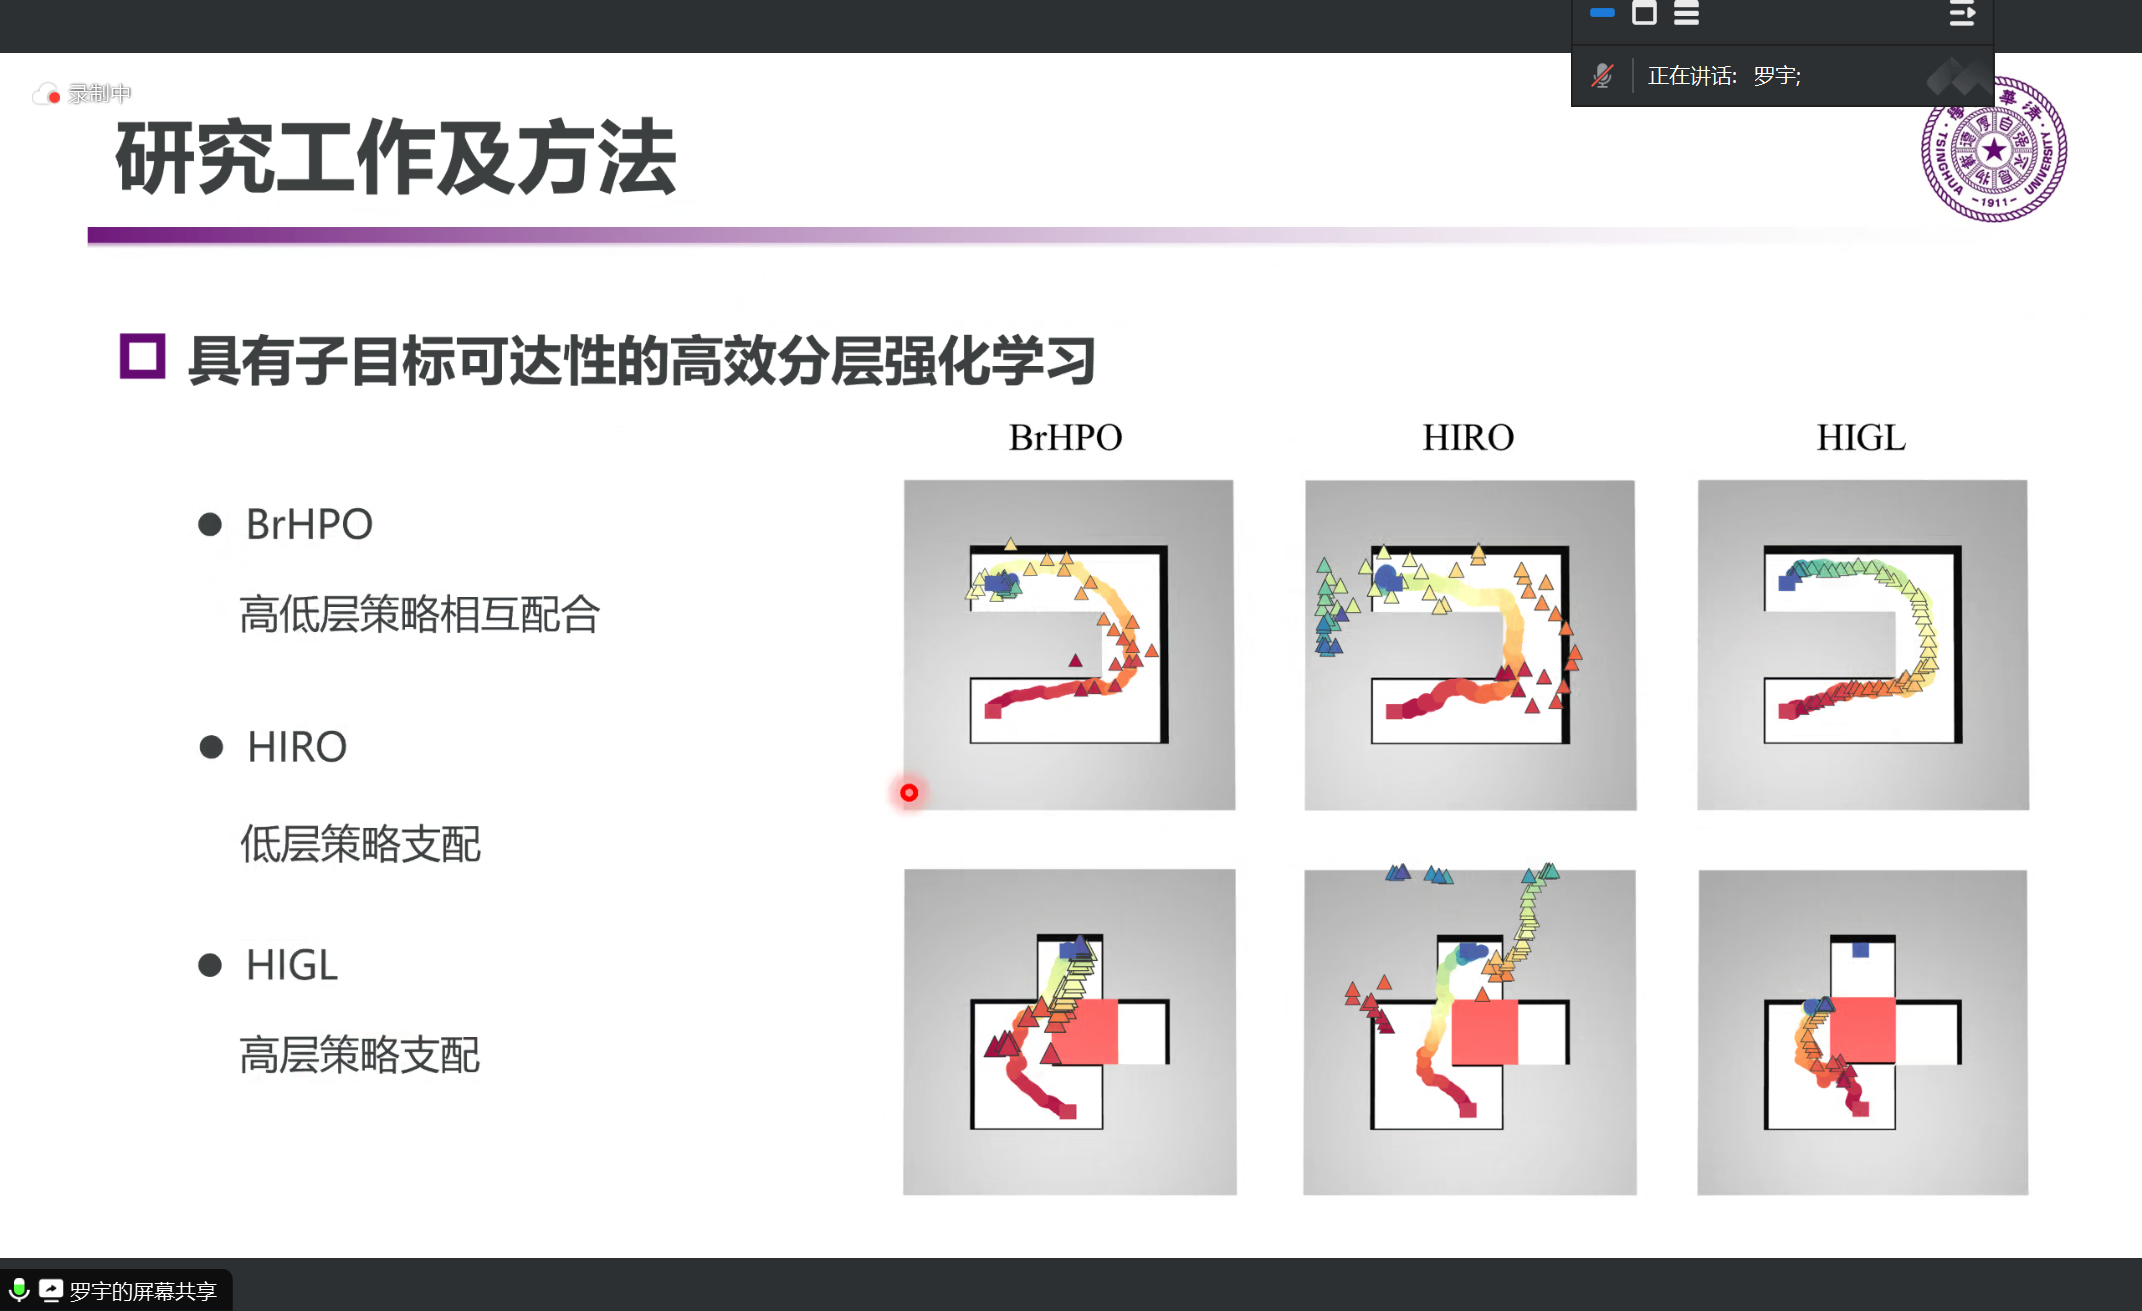 正在讲话: 罗宇;
录制中
研究工作及方法
TSINGHUA UNIVERSITY
-1911-
具有子目标可达性的高效分层强化学习
BrHPO HIRO HIGL
BrHPO
高低层策略相互配合
HIRO
低层策略支配
HIGL
高层策略支配
罗宇的屏幕共享